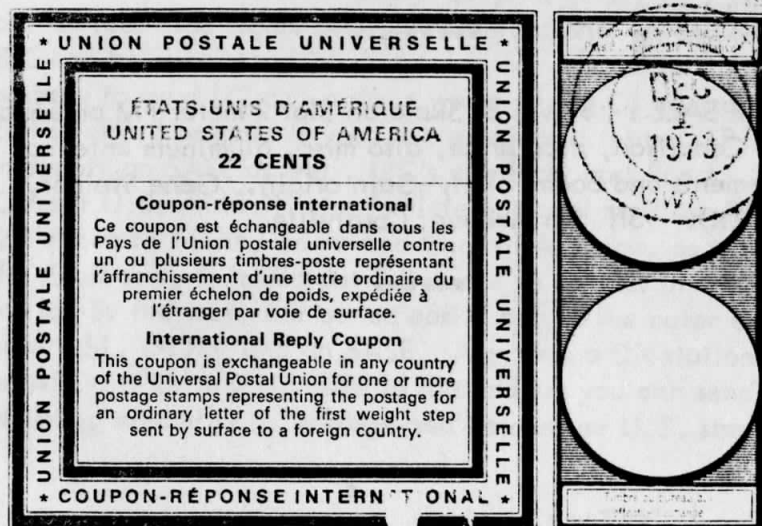 * UNION POSTALE UNIVERSELLE *
UNION POSTALE UNIVERSELLE
ÉTATS-UNIS D'AMÉRIQUE
UNITED STATES OF AMERICA
22 CENTS
Coupon-réponse international
Ce coupon est échangeable dans tous les
Pays de l'Union postale universelle contre
un ou plusieurs timbres-poste représentant
l'affranchissement d'une lettre ordinaire du
premier échelon de poids, expédiée à
l'étranger par voie de surface.
International Reply Coupon
This coupon is exchangeable in any country
of the Universal Postal Union for one or more
postage stamps representing the postage for
an ordinary letter of the first weight step
sent by surface to a foreign country.
UNION POSTALE UNIVERSELLE
* COUPON-RÉPONSE INTERN T ONAL *
DEC
1